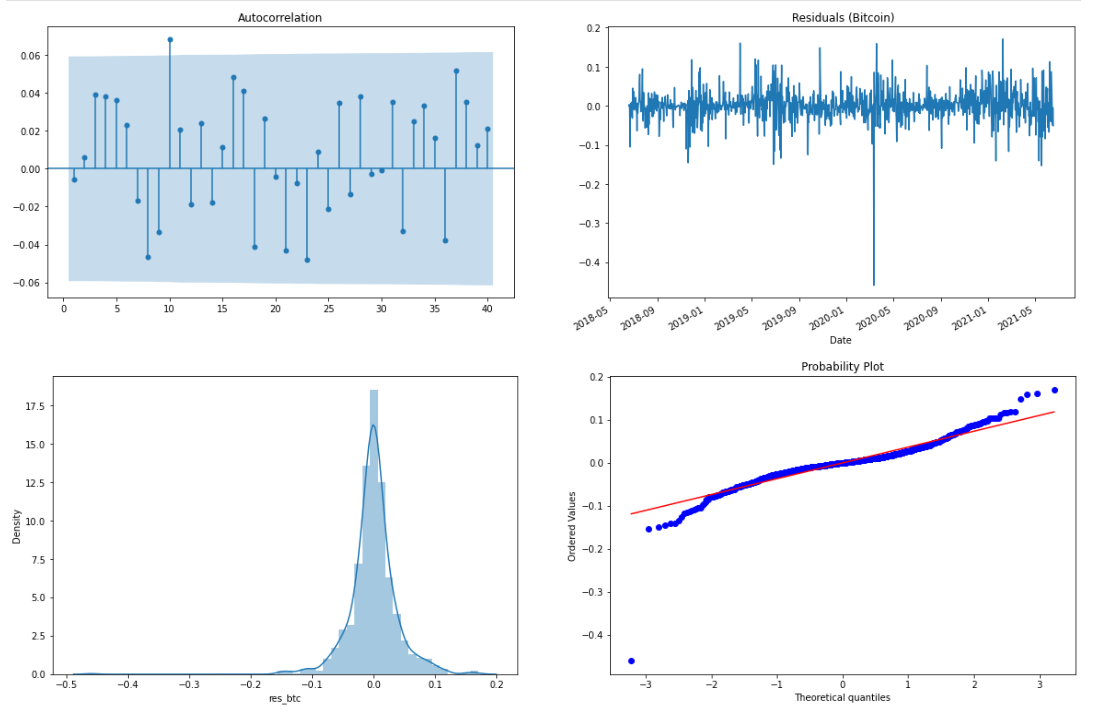 Autocorrelation
0.06
0.04
0.02
0.00
−0.02
−0.04
−0.06
0 5 10 15 20 25 30 35 40
Residuals (Bitcoin)
0.2
0.1
0.0
−0.1
−0.2
−0.3
−0.4
2018-05 2018-09 2019-01 2019-05 2019-09 2020-01 2020-05 2020-09 2021-01 2021-05
Date
17.5
15.0
12.5
10.0
7.5
5.0
2.5
0.0
Density
−0.5 −0.4 −0.3 −0.2 −0.1 0.0 0.1 0.2
res_btc
Probability Plot
0.2
0.1
0.0
−0.1
−0.2
−0.3
−0.4
Ordered Values
−3 −2 −1 0 1 2 3
Theoretical quantiles